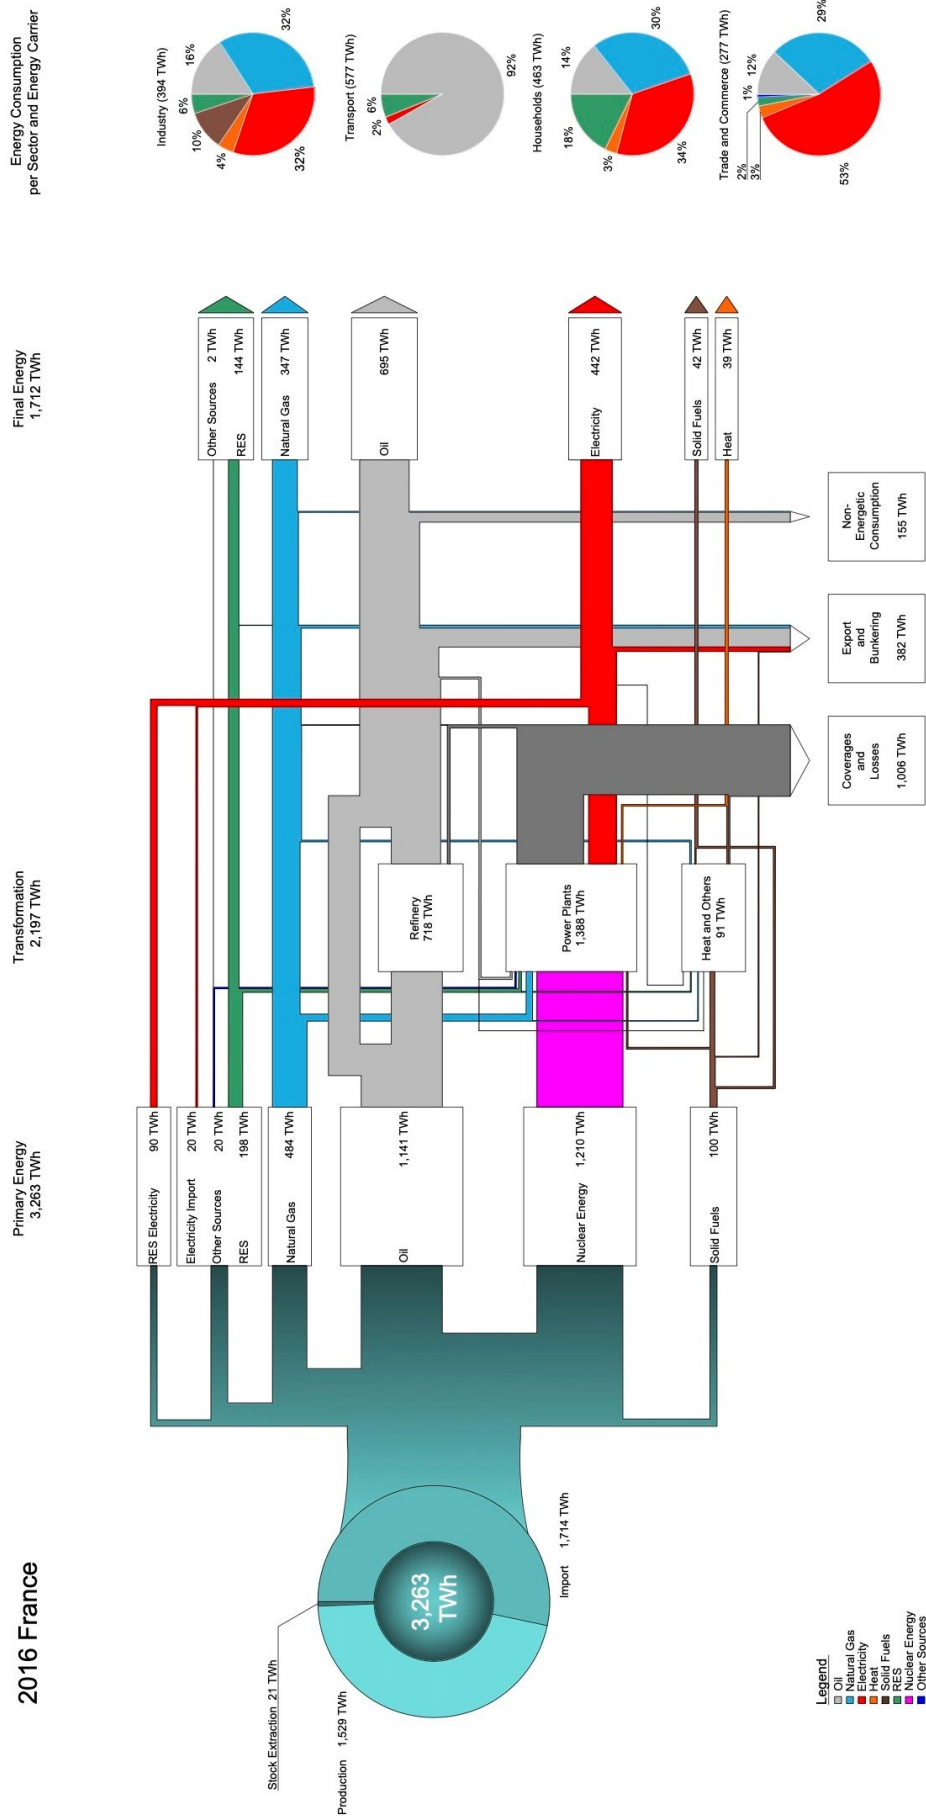 2016 France
Primary Energy
3,263 TWh
Transformation
2,197 TWh
Final Energy
1,712 TWh
Energy Consumption
per Sector and Energy Carrier
Stock Extraction 21 TWh
Production 1,529 TWh
3,263
TWh
Import 1,714 TWh
RES Electricity 90 TWh
Electricity Import 20 TWh
Other Sources 20 TWh
RES 198 TWh
Natural Gas 484 TWh
Oil 1,141 TWh
Nuclear Energy 1,210 TWh
Solid Fuels 100 TWh
Refinery
718 TWh
Power Plants
1,388 TWh
Heat and Others
91 TWh
Other Sources 2 TWh
RES 144 TWh
Natural Gas 347 TWh
Oil 695 TWh
Electricity 442 TWh
Solid Fuels 42 TWh
Heat 39 TWh
Coverages
and
Losses
1,006 TWh
Export
and
Bunkering
382 TWh
Non-
Energetic
Consumption
155 TWh
Industry (394 TWh)
16%
32%
6%
10%
4%
32%
Transport (577 TWh)
92%
6%
2%
Households (463 TWh)
14%
30%
18%
3%
34%
Trade and Commerce (277 TWh)
12%
29%
1%
2%
3%
53%
Legend
Oil
Natural Gas
Electricity
Heat
Solid Fuels
RES
Nuclear Energy
Other Sources